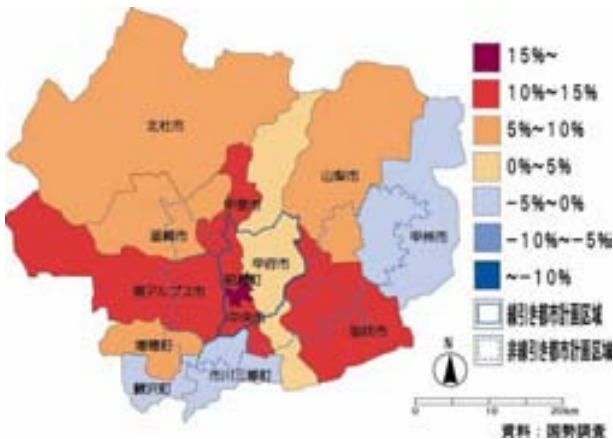 北杜市
山梨市
甲斐市
韮崎市
甲州市
甲府市
昭和町
南アルプス市
中央市
笛吹市
増穂町
鰍沢町
市川三郷町
15%~
10%~15%
5%~10%
0%~5%
-5%~0%
-10%~-5%
~-10%
線引き都市計画区域
非線引き都市計画区域
N
0 10 20km
資料:国勢調査